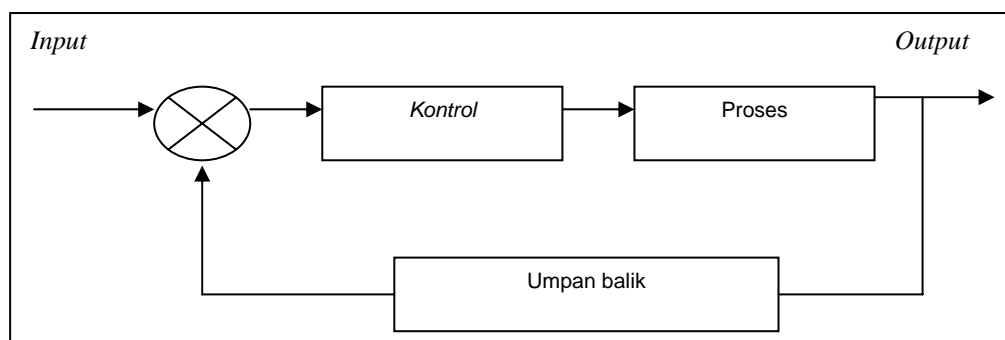 Input
Output
Kontrol
Proses
Umpan balik